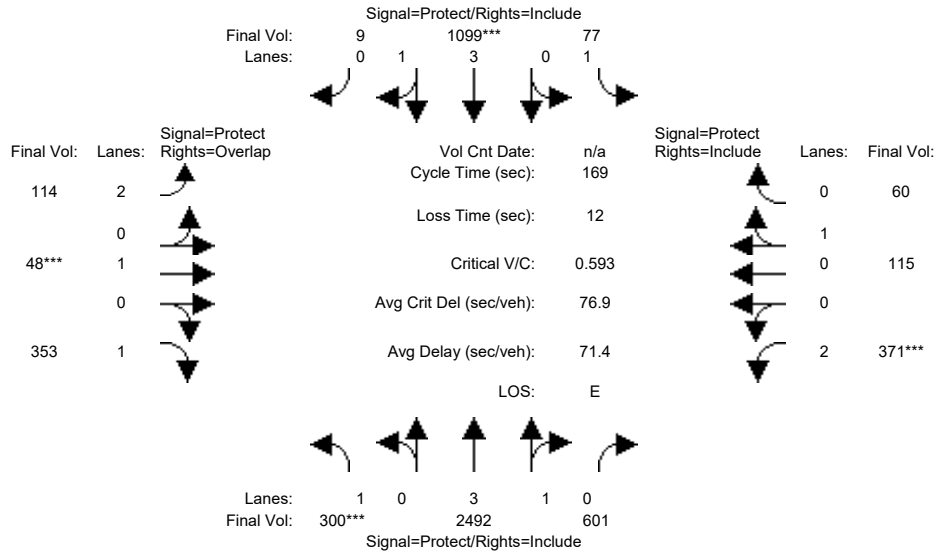 Signal=Protect/Rights=Include
Final Vol: 9 1099*** 77
Lanes: 0 1 3 0 1
Signal=Protect
Final Vol: Lanes: Rights=Overlap
Vol Cnt Date: n/a
Signal=Protect
Rights=Include Lanes: Final Vol:
Cycle Time (sec): 169
114 2
0 60
Loss Time (sec): 12
0
1
48*** 1
Critical V/C: 0.593
0 115
0
Avg Crit Del (sec/veh): 76.9
0
353 1
Avg Delay (sec/veh): 71.4
2 371***
LOS: E
Lanes: 1 0 3 1 0
Final Vol: 300*** 2492 601
Signal=Protect/Rights=Include